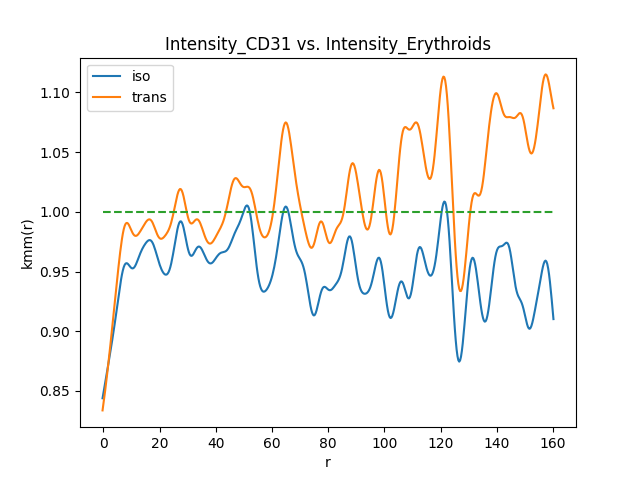 Intensity_CD31 vs. Intensity_Erythroids
iso
trans
1.10
1.05
1.00
0.95
0.90
0.85
kmm(r)
0 20 40 60 80 100 120 140 160
r